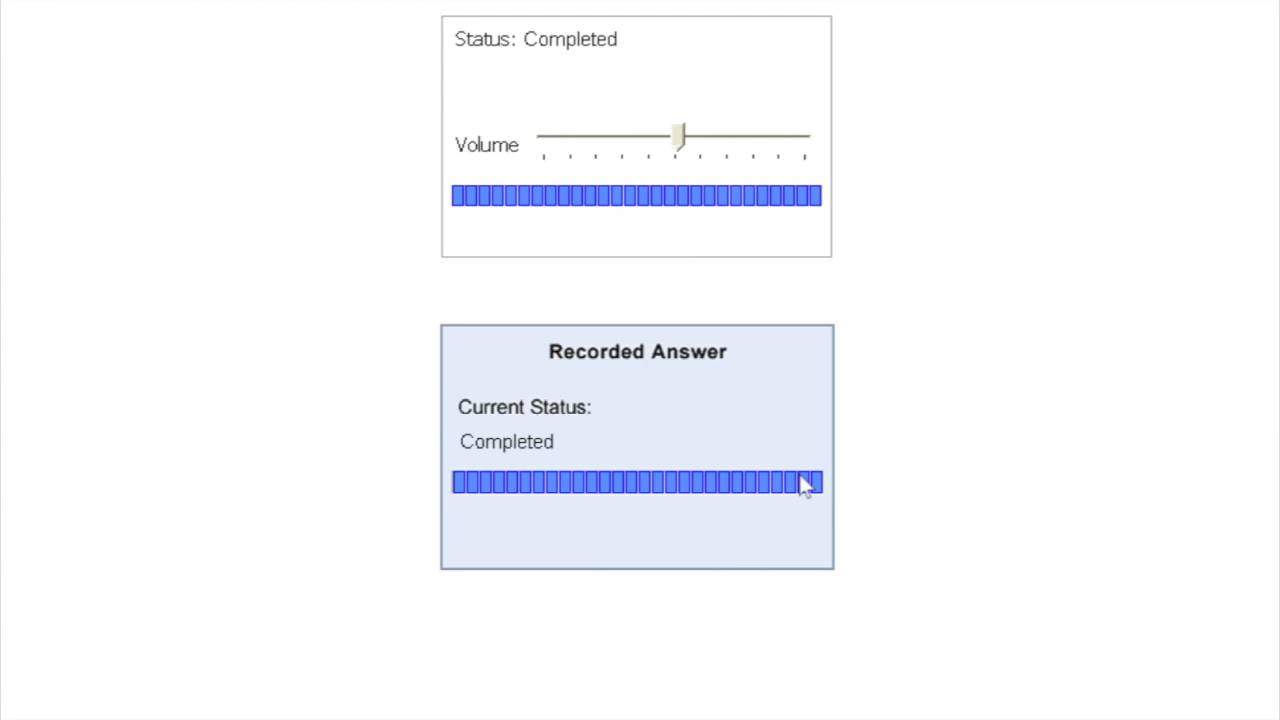 Status: Completed
Volume
Recorded Answer
Current Status:
Completed